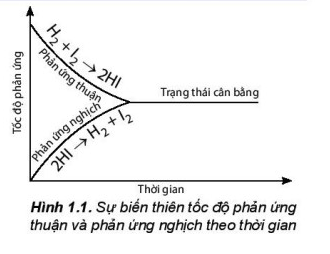 H₂ + I₂ → 2HI
Phản ứng thuận
Tốc độ phản ứng
Trạng thái cân bằng
Phản ứng nghịch
2HI → H₂ + I₂
Thời gian
Hình 1.1. Sự biến thiên tốc độ phản ứng
thuận và phản ứng nghịch theo thời gian